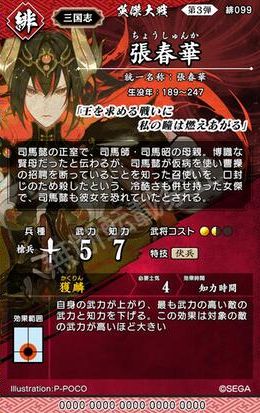 緋
三国志
英傑大戦
第3弾
緋099
ちょうしゅんか
張春華
統一名称：張春華
生没年：189～247
「王を求める戦いに
私の瞳は燃えあがる」
司馬懿の正室で、司馬師・司馬昭の母親。博識な
賢母だったと伝わるが、司馬懿が仮病を使い曹操
の招聘を断っていることを知った召使いを、口封
じのため殺したという、冷酷さも併せ持った女傑
で、司馬懿も彼女を恐れていたとされる。
兵種 武力 知力 武将コスト
槍兵 5 7 特技 伏兵
かくりん
獲麟
必要士気 4
効果時間 知力時間
効果範囲
自身の武力が上がり、最も武力の高い敵の
武力と知力を下げる。この効果は対象の敵
の武力が高いほど大きい
Illustration:P-POCO
©SEGA
0000 0000 0000 0000 0000